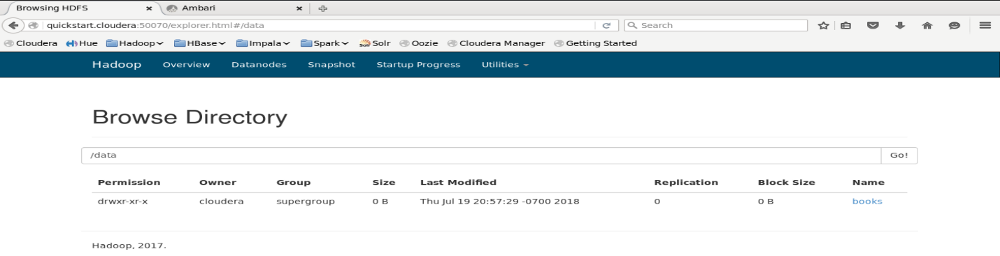 Browsing HDFS × Ambari ×
quickstart.cloudera:50070/explorer.html#/data Search
Cloudera Hue Hadoop HBase Impala Spark Solr Oozie Cloudera Manager Getting Started
Hadoop Overview Datanodes Snapshot Startup Progress Utilities
Browse Directory
/data Go!
Permission Owner Group Size Last Modified Replication Block Size Name
drwxr-xr-x cloudera supergroup 0 B Thu Jul 19 20:57:29 -0700 2018 0 0 B books
Hadoop, 2017.